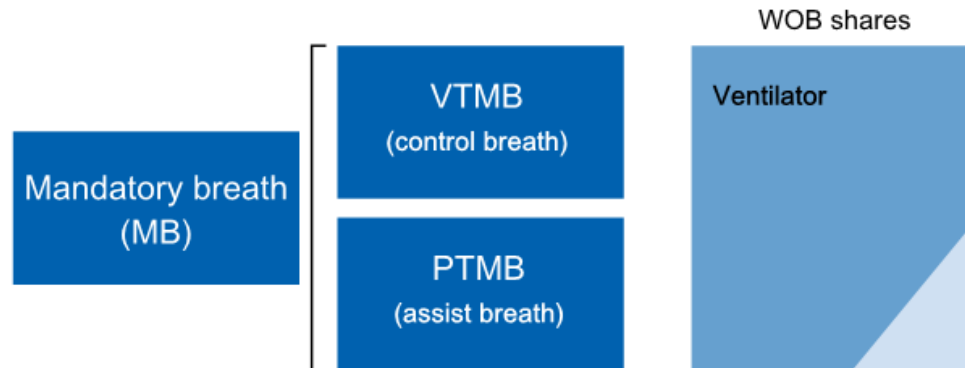 WOB shares
VTMB
(control breath)
Ventilator
Mandatory breath
(MB)
PTMB
(assist breath)